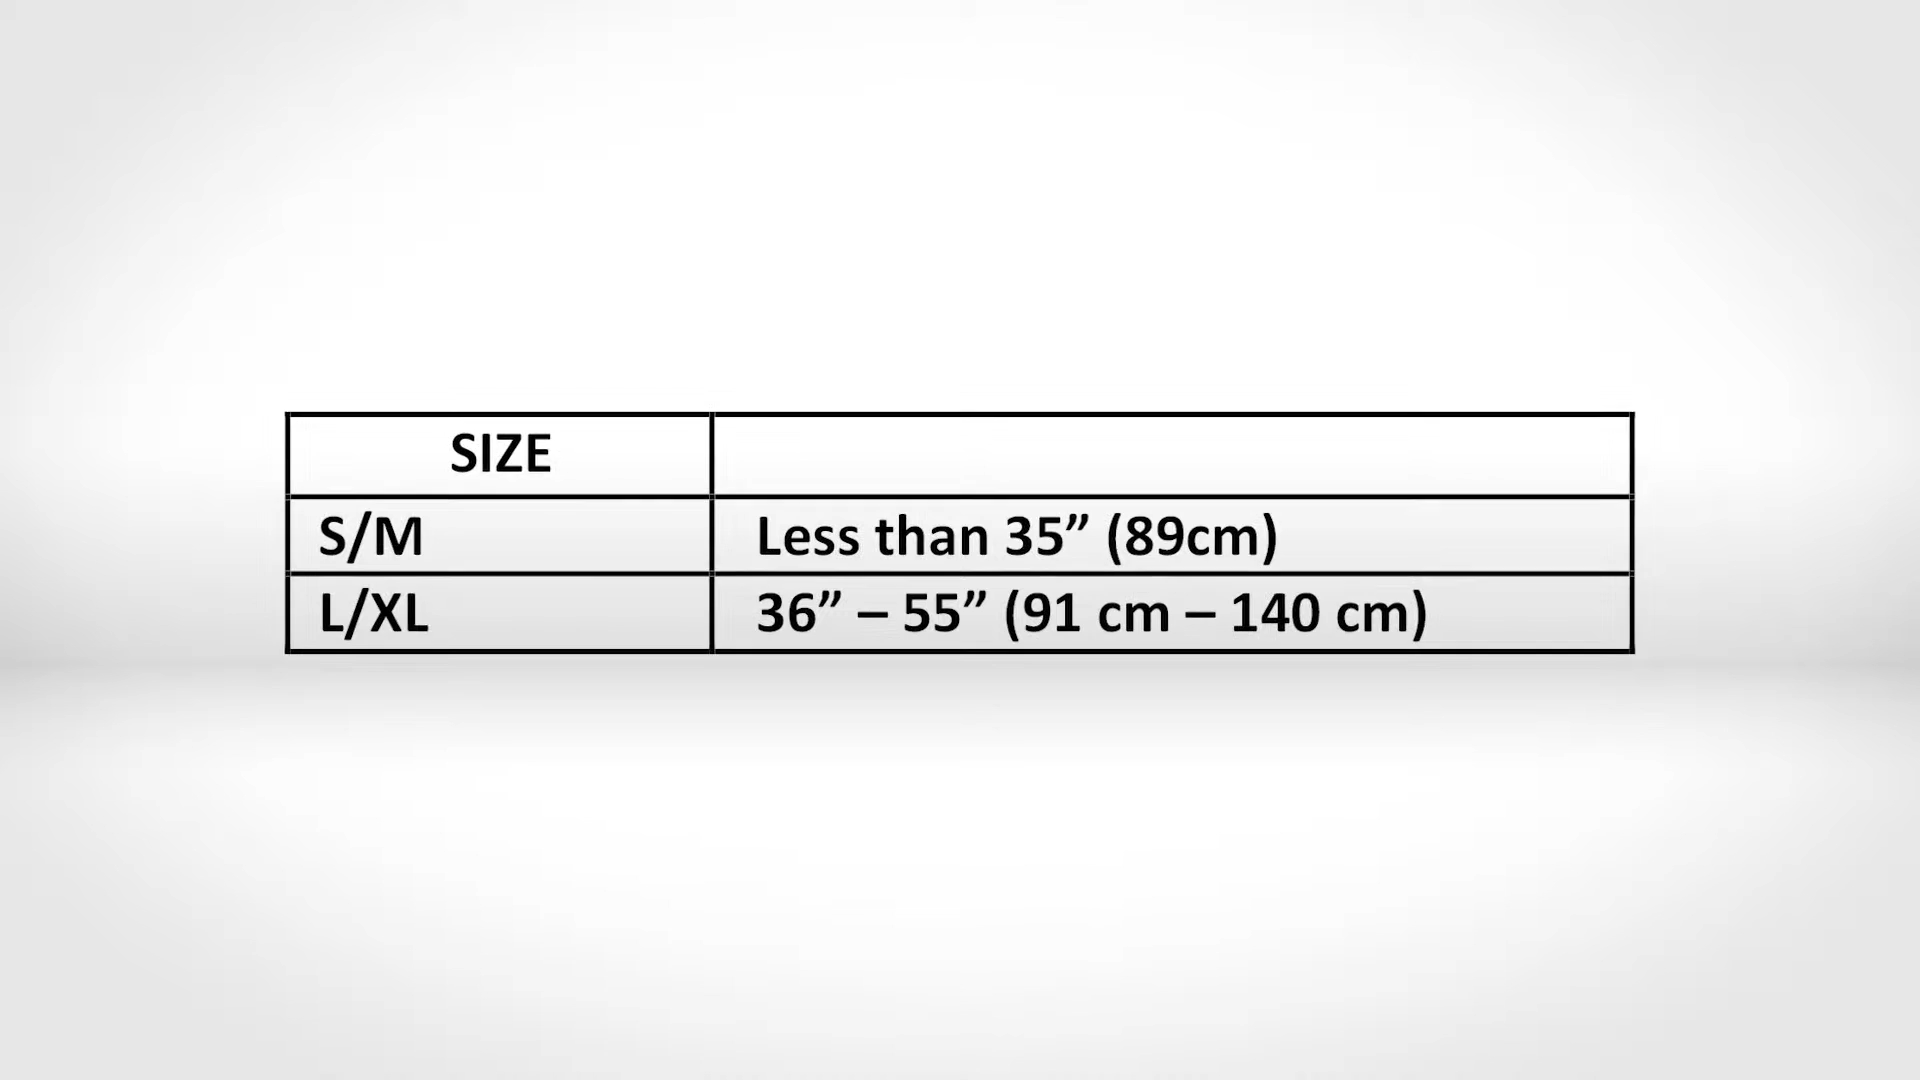 SIZE
S/M
Less than 35” (89cm)
L/XL
36” – 55” (91 cm – 140 cm)